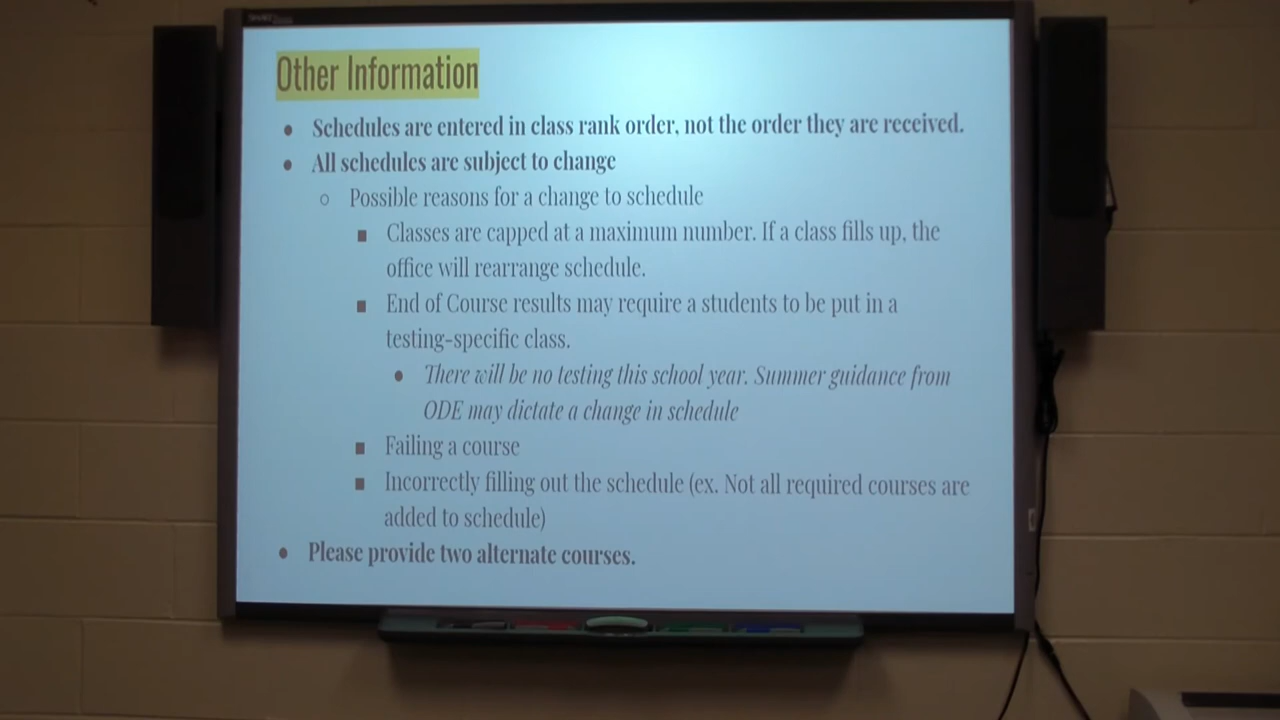 Other Information
● Schedules are entered in class rank order, not the order they are received.
● All schedules are subject to change
○ Possible reasons for a change to schedule
■ Classes are capped at a maximum number. If a class fills up, the
office will rearrange schedule.
■ End of Course results may require a students to be put in a
testing-specific class.
● There will be no testing this school year. Summer guidance from
ODE may dictate a change in schedule
■ Failing a course
■ Incorrectly filling out the schedule (ex. Not all required courses are
added to schedule)
● Please provide two alternate courses.